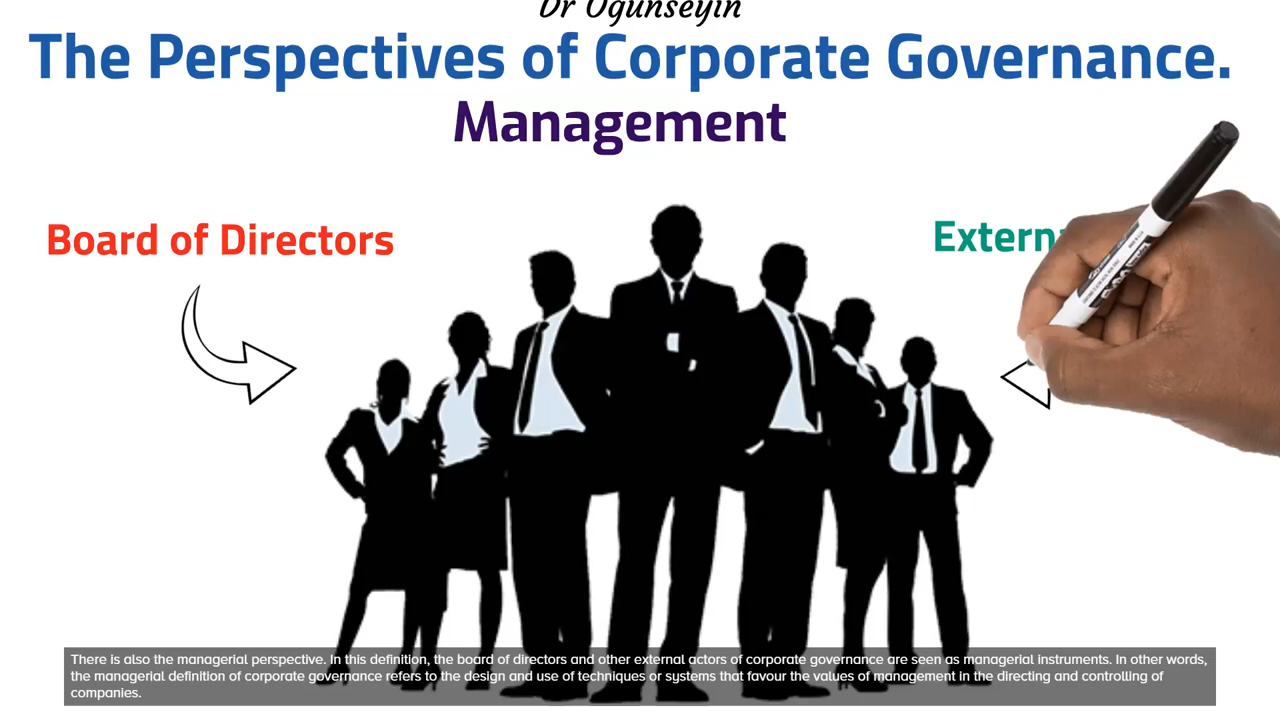 Dr Ogunseyin
The Perspectives of Corporate Governance.
Management
Board of Directors
There is also the managerial perspective. In this definition, the board of directors and other external actors of corporate governance are seen as managerial instruments. In other words,
the managerial definition of corporate governance refers to the design and use of techniques or systems that favour the values of management in the directing and controlling of
companies.